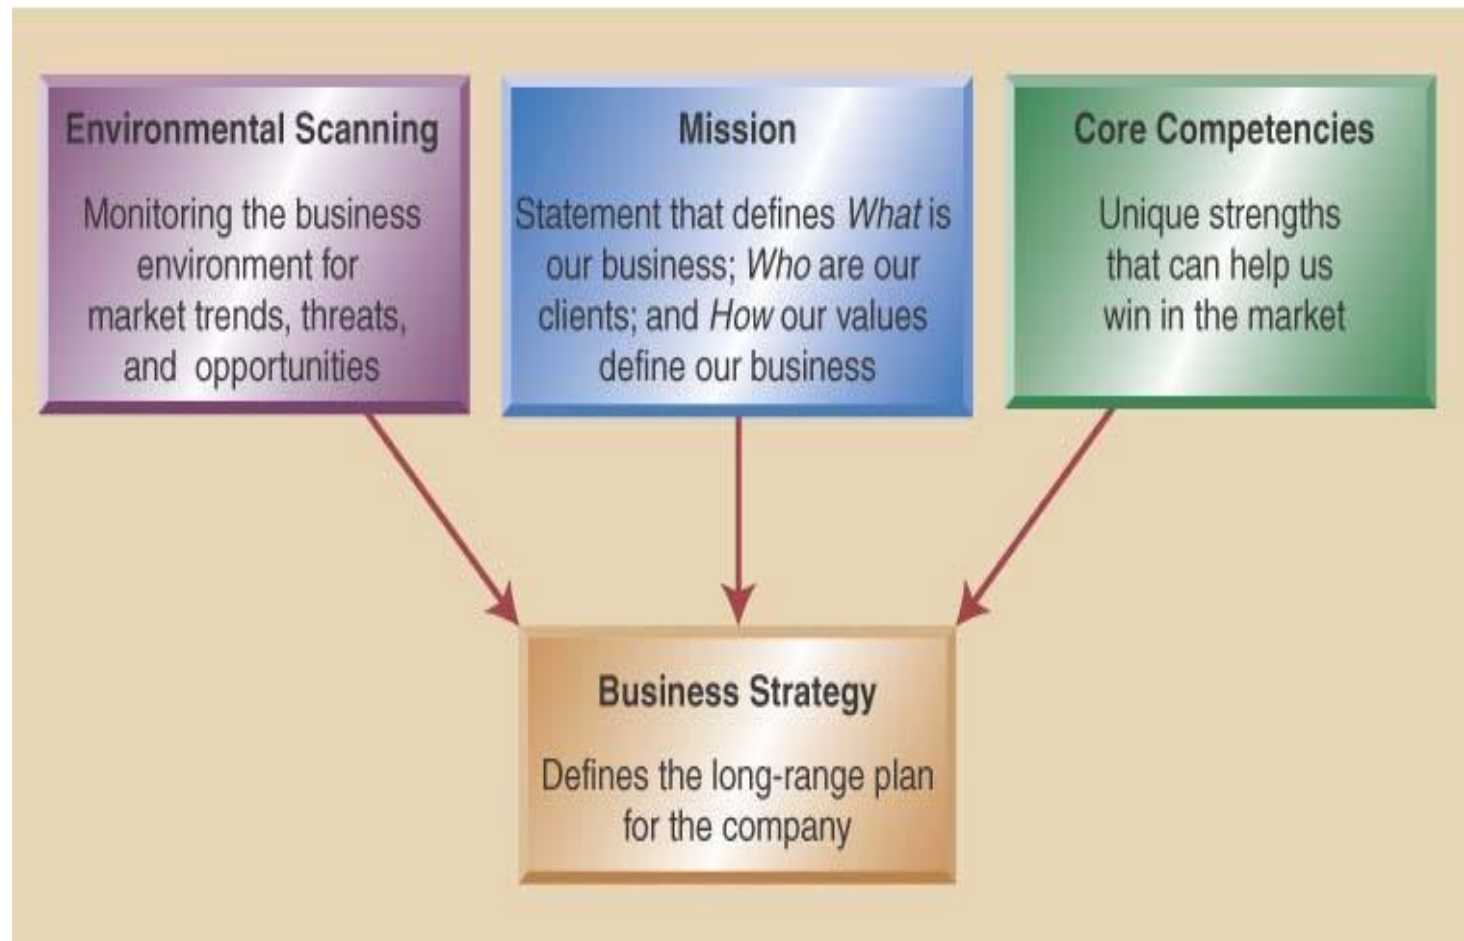 Environmental Scanning
Monitoring the business
environment for
market trends, threats,
and opportunities
Mission
Statement that defines What is
our business; Who are our
clients; and How our values
define our business
Core Competencies
Unique strengths
that can help us
win in the market
Business Strategy
Defines the long-range plan
for the company